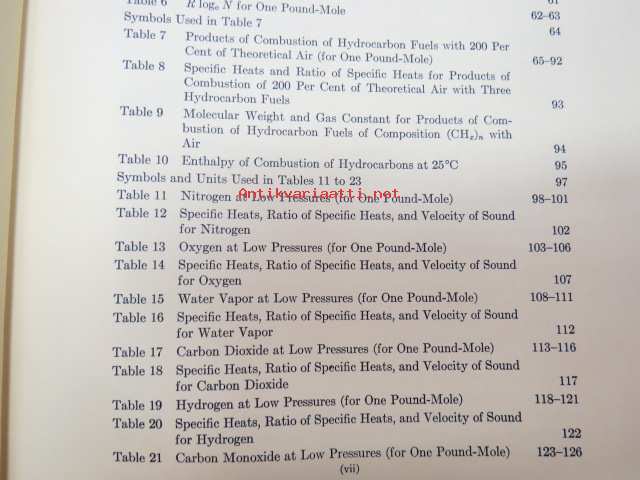 Table 6 R logₑ N for One Pound-Mole 61
Symbols Used in Table 7 62–63
Table 7 Products of Combustion of Hydrocarbon Fuels with 200 Per 64
Cent of Theoretical Air (for One Pound-Mole) 65–92
Table 8 Specific Heats and Ratio of Specific Heats for Products of
Combustion of 200 Per Cent of Theoretical Air with Three
Hydrocarbon Fuels 93
Table 9 Molecular Weight and Gas Constant for Products of Com-
bustion of Hydrocarbon Fuels of Composition (CHₓ)ₙ with
Air 94
Table 10 Enthalpy of Combustion of Hydrocarbons at 25°C 95
Symbols and Units Used in Tables 11 to 23 97
Antikvariaatti.net
Table 11 Nitrogen at Low Pressures (for One Pound-Mole) 98–101
Table 12 Specific Heats, Ratio of Specific Heats, and Velocity of Sound
for Nitrogen 102
Table 13 Oxygen at Low Pressures (for One Pound-Mole) 103–106
Table 14 Specific Heats, Ratio of Specific Heats, and Velocity of Sound
for Oxygen 107
Table 15 Water Vapor at Low Pressures (for One Pound-Mole) 108–111
Table 16 Specific Heats, Ratio of Specific Heats, and Velocity of Sound
for Water Vapor 112
Table 17 Carbon Dioxide at Low Pressures (for One Pound-Mole) 113–116
Table 18 Specific Heats, Ratio of Specific Heats, and Velocity of Sound
for Carbon Dioxide 117
Table 19 Hydrogen at Low Pressures (for One Pound-Mole) 118–121
Table 20 Specific Heats, Ratio of Specific Heats, and Velocity of Sound
for Hydrogen 122
Table 21 Carbon Monoxide at Low Pressures (for One Pound-Mole) 123–126
(vii)